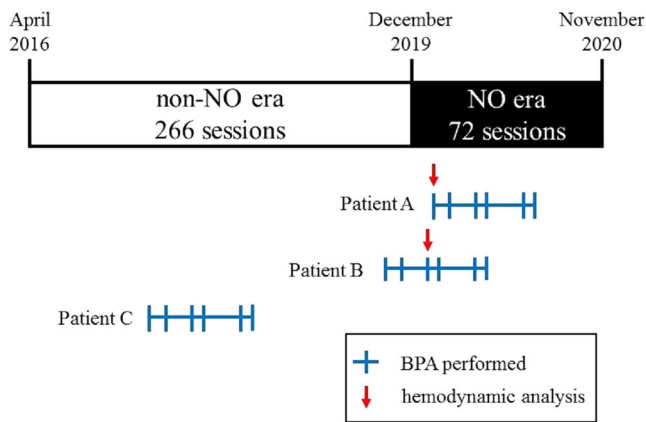 April
2016
December
2019
November
2020
non-NO era
266 sessions
NO era
72 sessions
Patient A
Patient B
Patient C
BPA performed
hemodynamic analysis